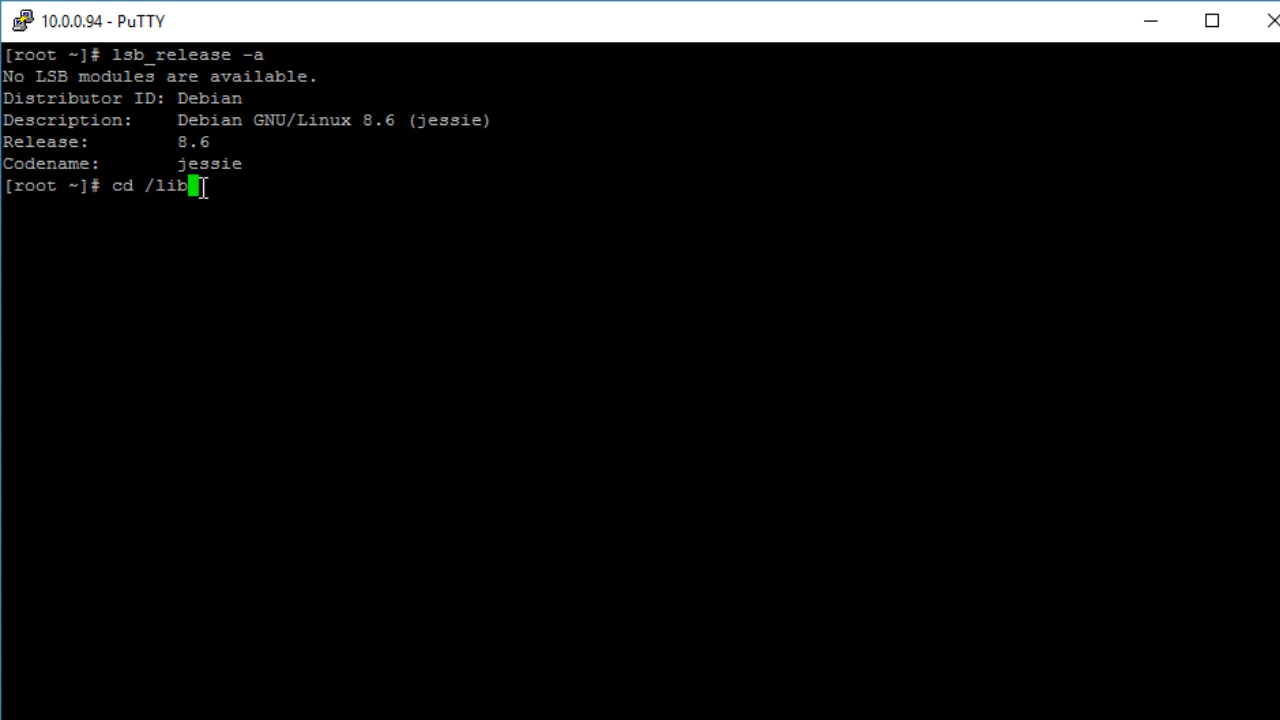 10.0.0.94 - PuTTY
[root ~]# lsb_release -a
No LSB modules are available.
Distributor ID: Debian
Description:    Debian GNU/Linux 8.6 (jessie)
Release:        8.6
Codename:       jessie
[root ~]# cd /lib